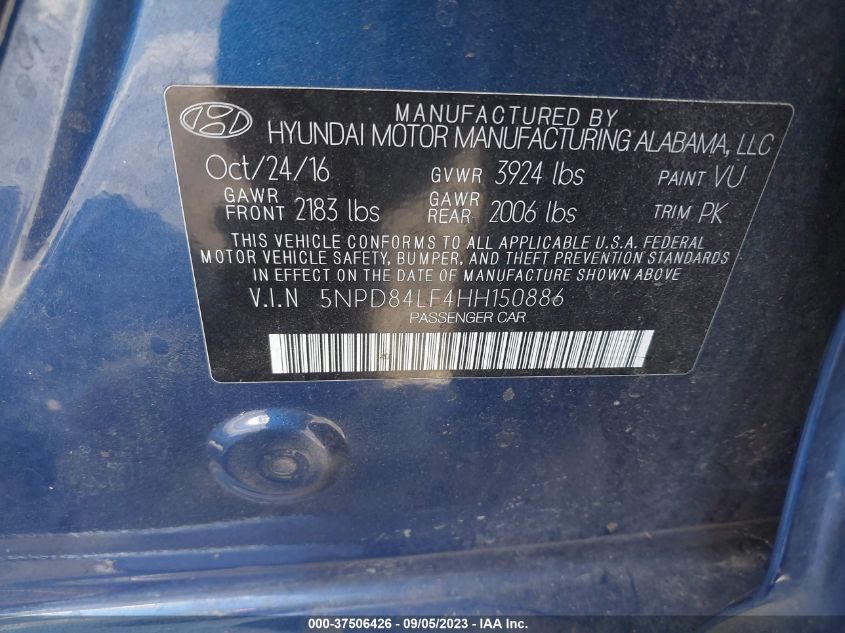 MANUFACTURED BY
HYUNDAI MOTOR MANUFACTURING ALABAMA, LLC
Oct/24/16 GVWR 3924 lbs PAINT VU
GAWR FRONT 2183 lbs GAWR REAR 2006 lbs TRIM PK
THIS VEHICLE CONFORMS TO ALL APPLICABLE U.S.A. FEDERAL
MOTOR VEHICLE SAFETY, BUMPER, AND THEFT PREVENTION STANDARDS
IN EFFECT ON THE DATE OF MANUFACTURE SHOWN ABOVE
V.I.N 5NPD84LF4HH150886
PASSENGER CAR
000-37506426 - 09/05/2023 - IAA Inc.